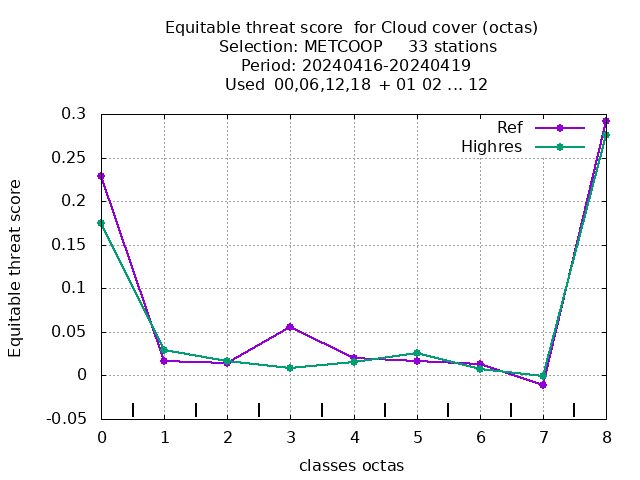 Equitable threat score  for Cloud cover (octas)
Selection: METCOOP     33 stations
Period: 20240416-20240419
Used  00,06,12,18 + 01 02 ... 12
Ref
Highres
Equitable threat score
0.3
0.25
0.2
0.15
0.1
0.05
0
-0.05
0 1 2 3 4 5 6 7 8
classes octas